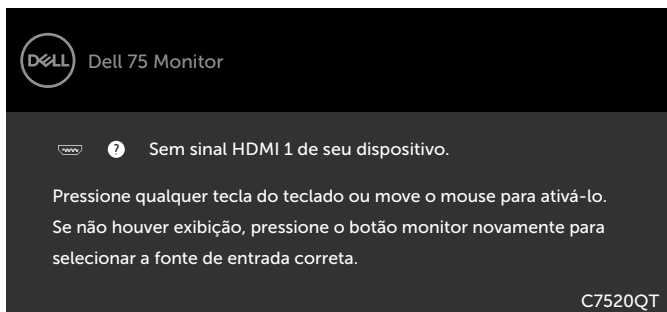 DELL
Dell 75 Monitor
Sem sinal HDMI 1 de seu dispositivo.
Pressione qualquer tecla do teclado ou move o mouse para ativá-lo.
Se não houver exibição, pressione o botão monitor novamente para
selecionar a fonte de entrada correta.
C7520QT